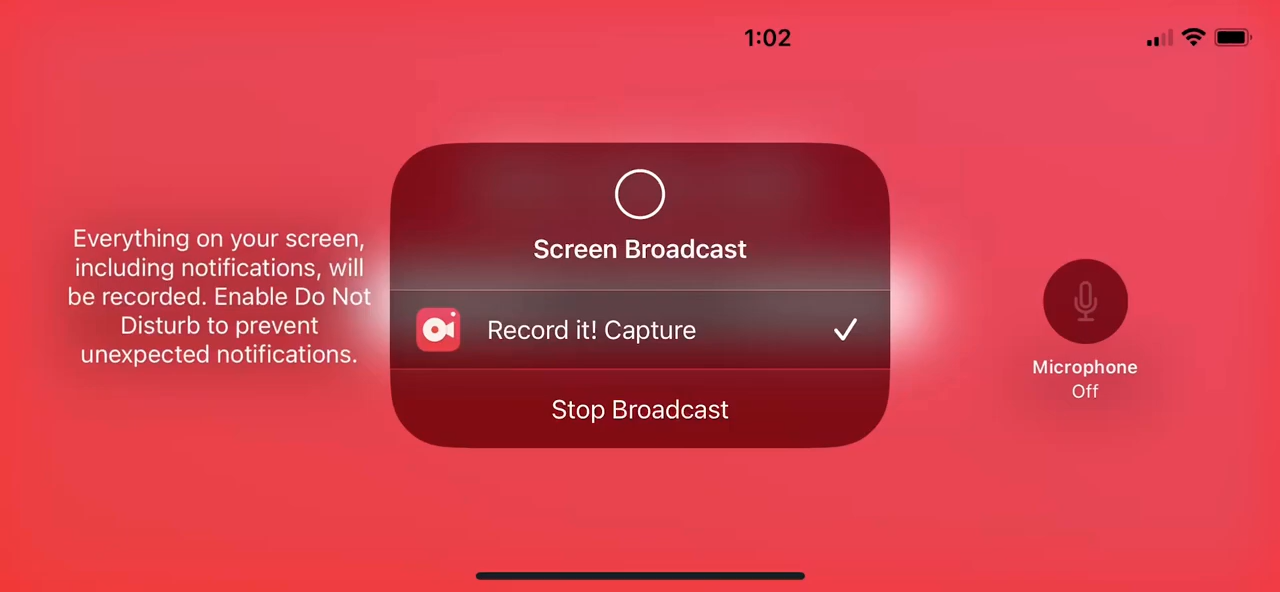 1:02
Everything on your screen,
including notifications, will
be recorded. Enable Do Not
Disturb to prevent
unexpected notifications.
Screen Broadcast
Record it! Capture
Stop Broadcast
Microphone
Off